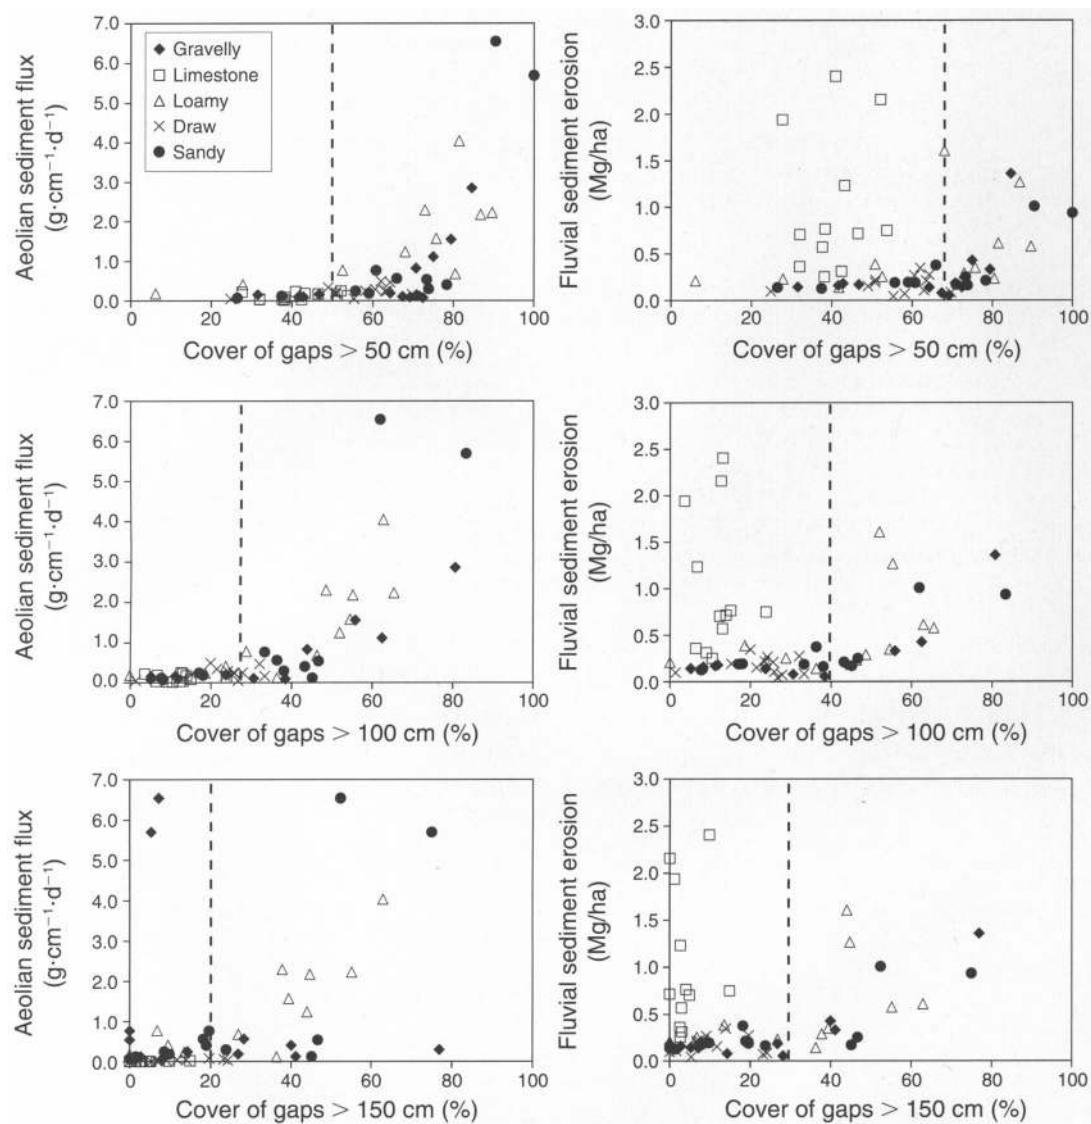 Aeolian sediment flux
(g·cm⁻¹·d⁻¹)
7.0
6.0
5.0
4.0
3.0
2.0
1.0
0.0
Gravelly
Limestone
Loamy
Draw
Sandy
0 20 40 60 80 100
Cover of gaps > 50 cm (%)
Fluvial sediment erosion
(Mg/ha)
3.0
2.5
2.0
1.5
1.0
0.5
0.0
0 20 40 60 80 100
Cover of gaps > 50 cm (%)
Aeolian sediment flux
(g·cm⁻¹·d⁻¹)
7.0
6.0
5.0
4.0
3.0
2.0
1.0
0.0
0 20 40 60 80 100
Cover of gaps > 100 cm (%)
Fluvial sediment erosion
(Mg/ha)
3.0
2.5
2.0
1.5
1.0
0.5
0.0
0 20 40 60 80 100
Cover of gaps > 100 cm (%)
Aeolian sediment flux
(g·cm⁻¹·d⁻¹)
7.0
6.0
5.0
4.0
3.0
2.0
1.0
0.0
0 20 40 60 80 100
Cover of gaps > 150 cm (%)
Fluvial sediment erosion
(Mg/ha)
3.0
2.5
2.0
1.5
1.0
0.5
0.0
0 20 40 60 80 100
Cover of gaps > 150 cm (%)